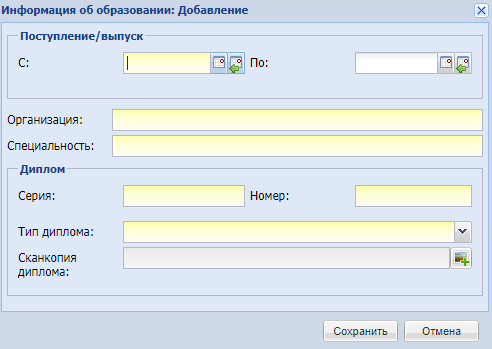 Информация об образовании: Добавление
Поступление/выпуск
С: По:
Организация:
Специальность:
Диплом
Серия: Номер:
Тип диплома:
Сканкопия
диплома:
Сохранить Отмена